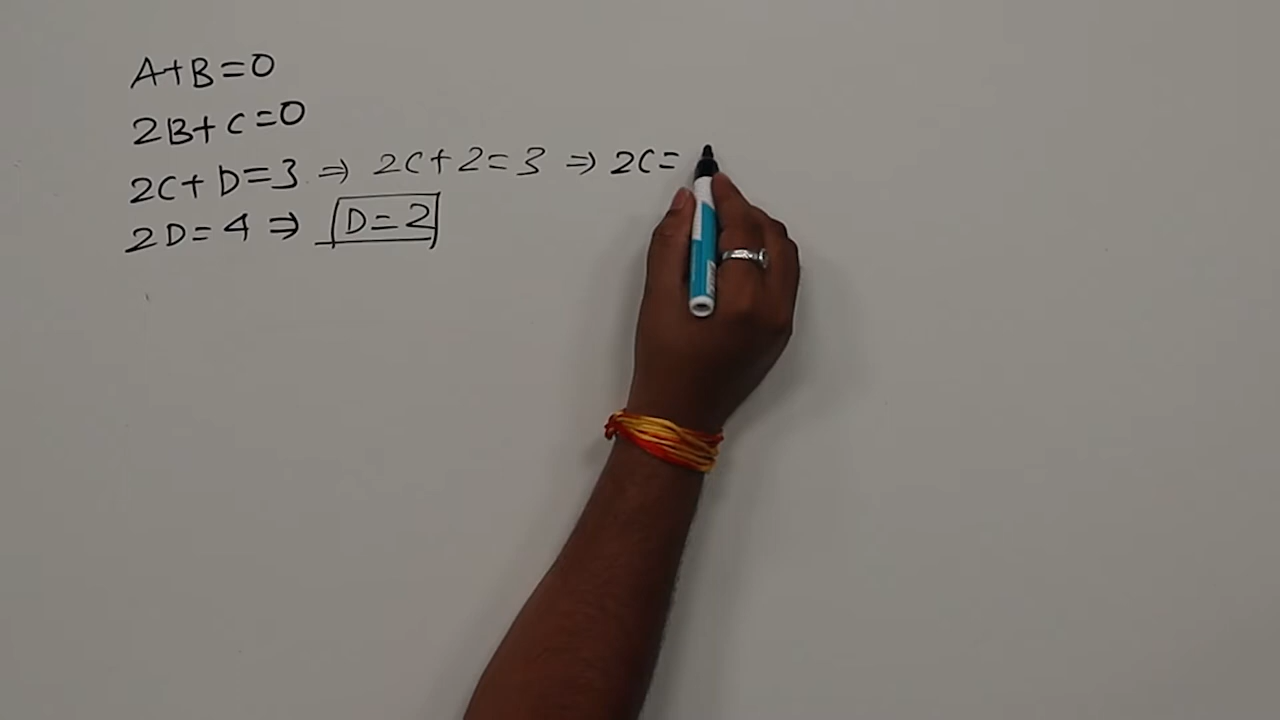 A+B=0
2B+C=0
2C+D=3 ⇒ 2C+2=3 ⇒ 2C=
2D=4 ⇒ D=2